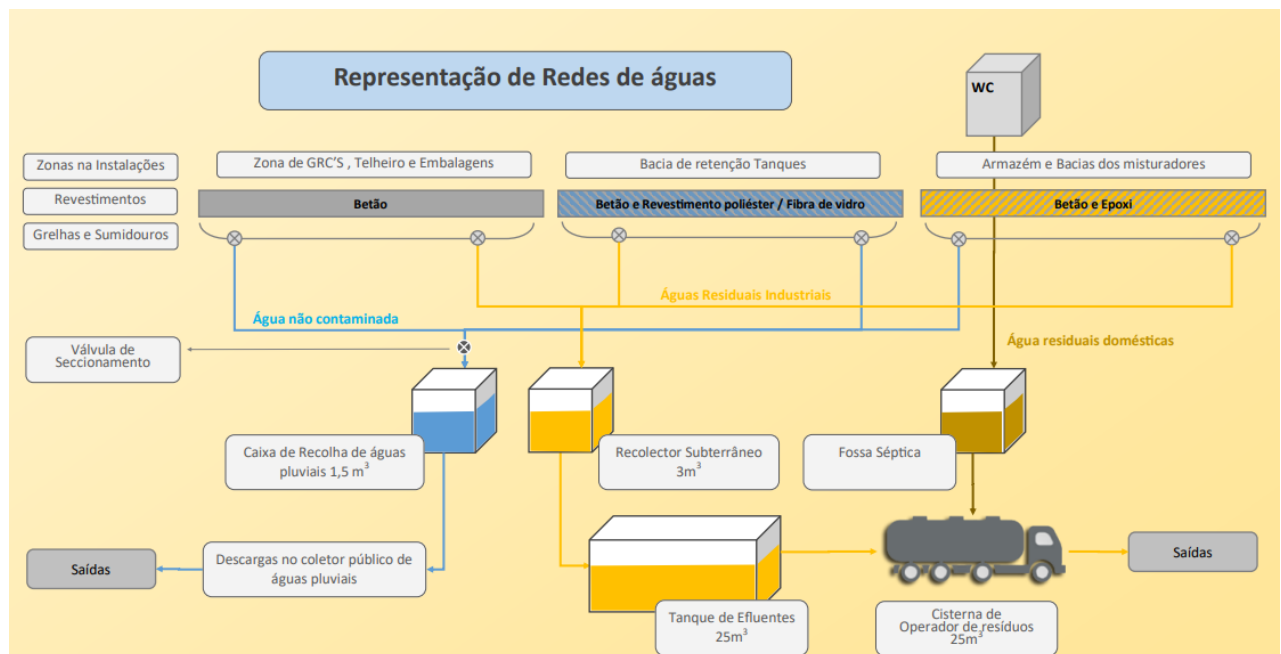 Representação de Redes de águas
WC
Zonas na Instalações
Zona de GRC'S , Telheiro e Embalagens
Bacia de retenção Tanques
Armazém e Bacias dos misturadores
Revestimentos
Betão
Betão e Revestimento poliéster / Fibra de vidro
Betão e Epoxi
Grelhas e Sumidouros
Águas Residuais Industriais
Água não contaminada
Água residuais domésticas
Válvula de
Seccionamento
Caixa de Recolha de águas
pluviais 1,5 m³
Recolector Subterrâneo
3m³
Fossa Séptica
Saídas
Descargas no coletor público de
águas pluviais
Tanque de Efluentes
25m³
Cisterna de
Operador de resíduos
25m³
Saídas